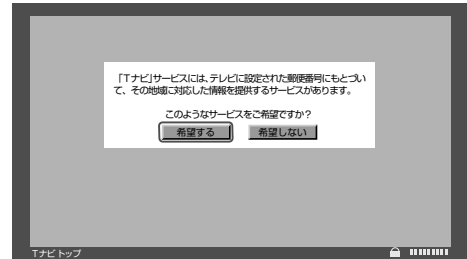 「Tナビ」サービスには、テレビに設定された郵便番号にもとづい
て、その地域に対応した情報を提供するサービスがあります。
このようなサービスをご希望ですか?
希望する 希望しない
Tナビ トップ